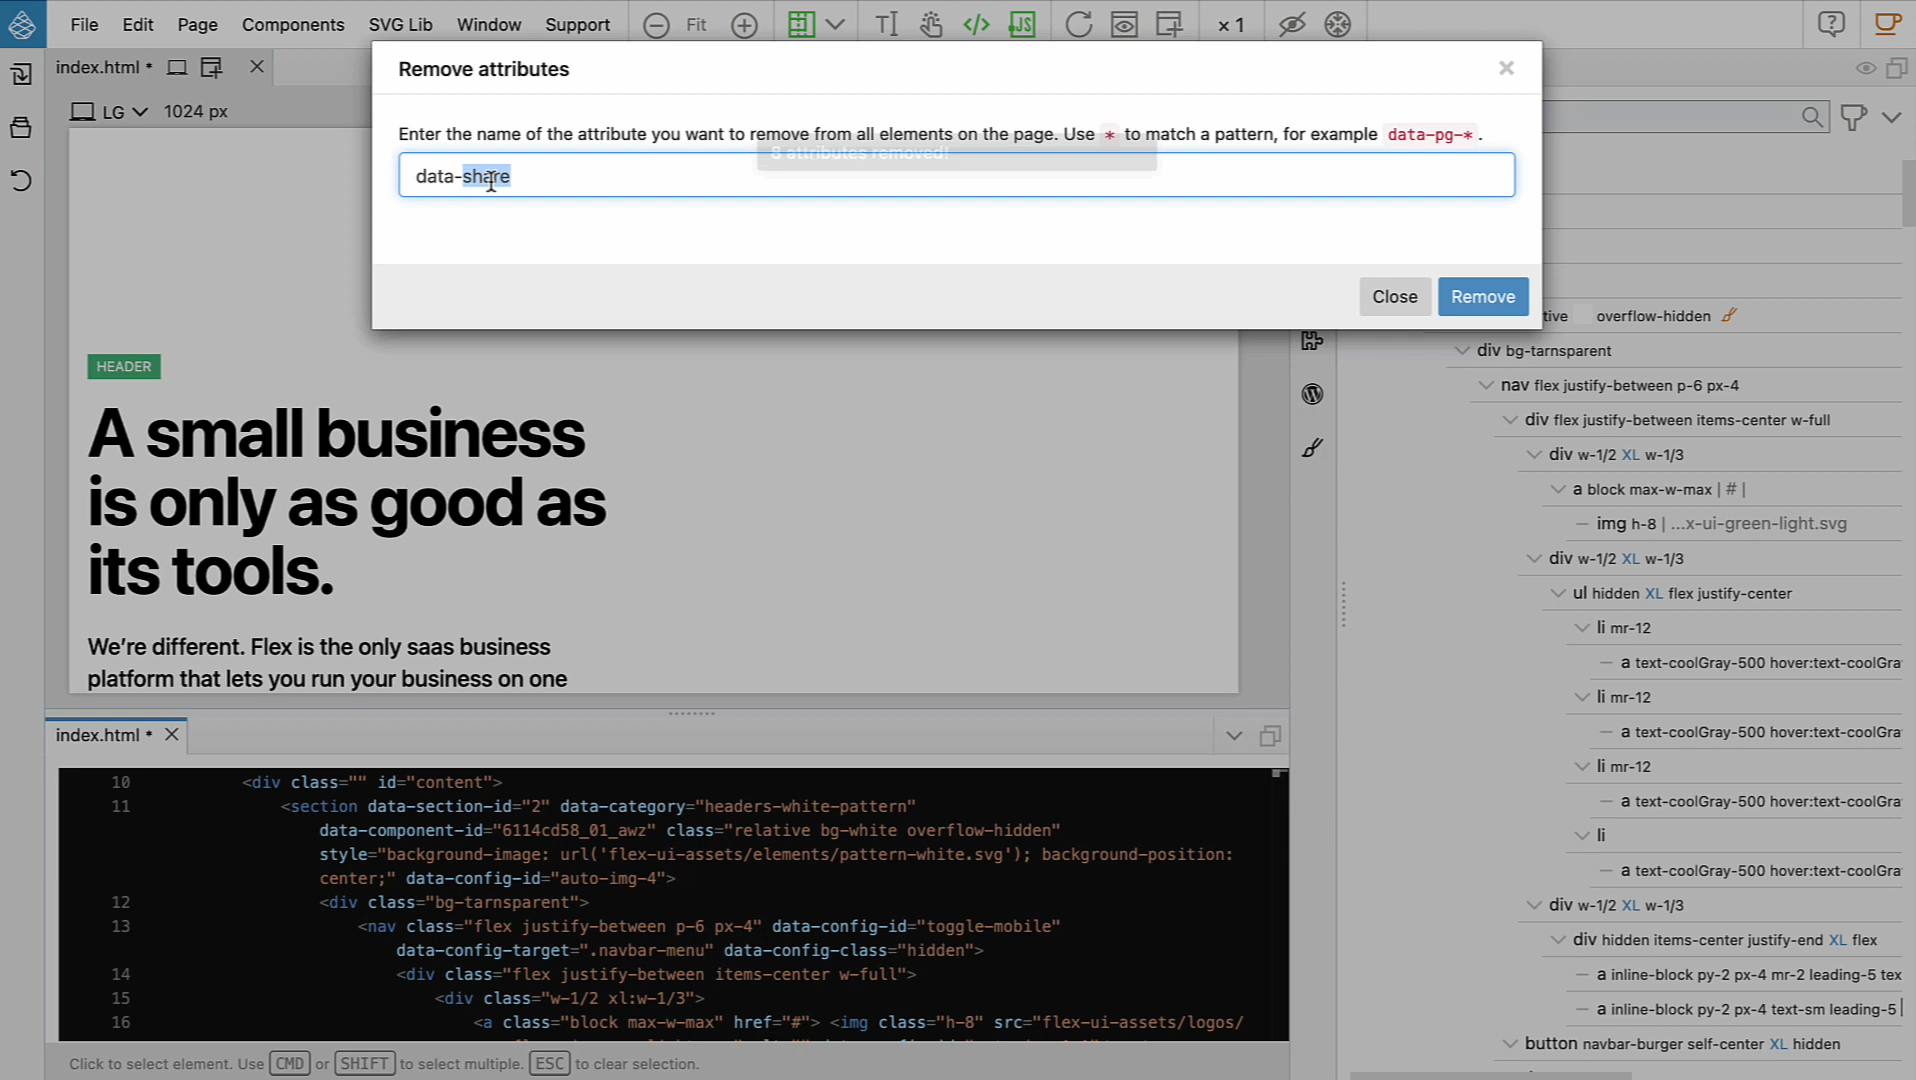 File Edit Page Components SVG Lib Window Support Fit x 1
index.html *
LG 1024 px
Remove attributes
Enter the name of the attribute you want to remove from all elements on the page. Use * to match a pattern, for example data-pg-*.
8 attributes removed!
data-share
Close Remove
HEADER
A small business
is only as good as
its tools.
We're different. Flex is the only saas business
platform that lets you run your business on one
tive overflow-hidden
div bg-tarnsparent
nav flex justify-between p-6 px-4
div flex justify-between items-center w-full
div w-1/2 XL w-1/3
a block max-w-max | # |
img h-8 | ...x-ui-green-light.svg
div w-1/2 XL w-1/3
ul hidden XL flex justify-center
li mr-12
a text-coolGray-500 hover:text-coolGra
li mr-12
a text-coolGray-500 hover:text-coolGra
li mr-12
a text-coolGray-500 hover:text-coolGra
li
a text-coolGray-500 hover:text-coolGra
div w-1/2 XL w-1/3
div hidden items-center justify-end XL flex
a inline-block py-2 px-4 mr-2 leading-5 tex
a inline-block py-2 px-4 text-sm leading-5 |
button navbar-burger self-center XL hidden
index.html *
10 <div class="" id="content">
11 <section data-section-id="2" data-category="headers-white-pattern"
data-component-id="6114cd58_01_awz" class="relative bg-white overflow-hidden"
style="background-image: url('flex-ui-assets/elements/pattern-white.svg'); background-position:
center;" data-config-id="auto-img-4">
12 <div class="bg-tarnsparent">
13 <nav class="flex justify-between p-6 px-4" data-config-id="toggle-mobile"
data-config-target=".navbar-menu" data-config-class="hidden">
14 <div class="flex justify-between items-center w-full">
15 <div class="w-1/2 xl:w-1/3">
16 <a class="block max-w-max" href="#"> <img class="h-8" src="flex-ui-assets/logos/
Click to select element. Use CMD or SHIFT to select multiple. ESC to clear selection.